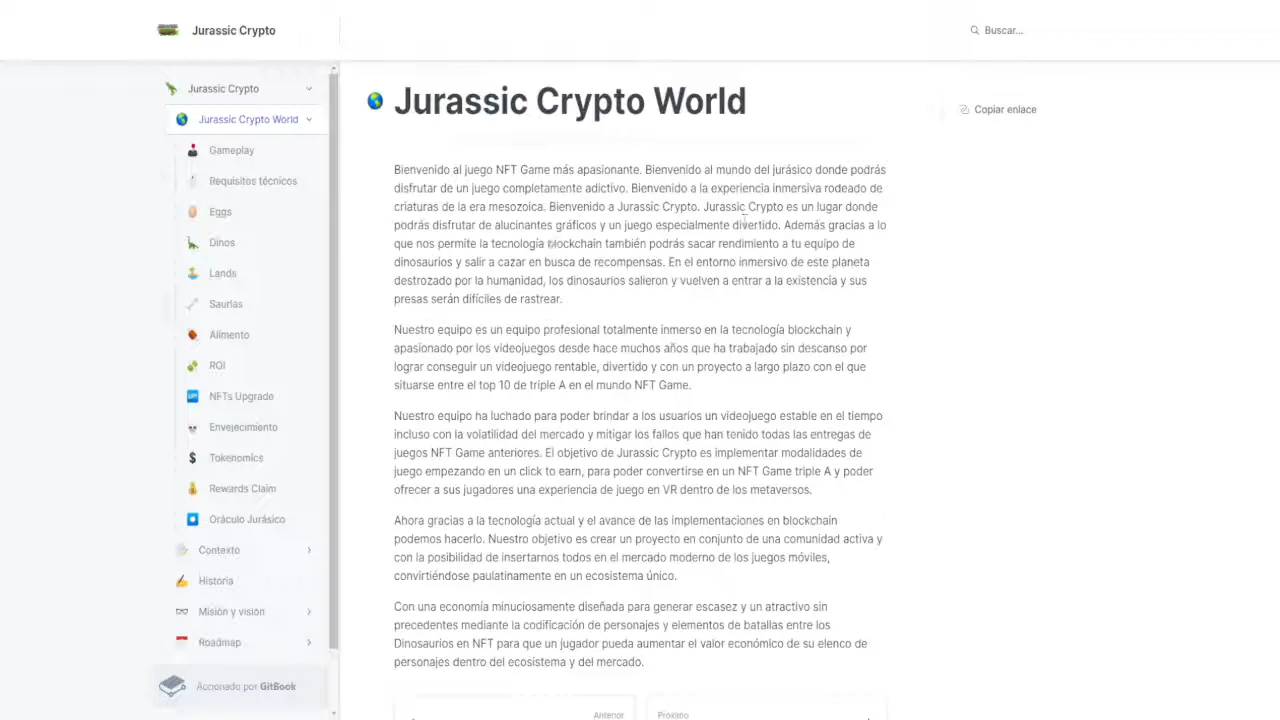 Jurassic Crypto
Buscar...
Jurassic Crypto
Jurassic Crypto World
Gameplay
Requisitos técnicos
Eggs
Dinos
Lands
Saurias
Alimento
ROI
NFTs Upgrade
Envejecimiento
Tokenomics
Rewards Claim
Oráculo Jurásico
Contexto
Historia
Misión y visión
Roadmap
Accionado por GitBook
Jurassic Crypto World
Copiar enlace
Bienvenido al juego NFT Game más apasionante. Bienvenido al mundo del jurásico donde podrás
disfrutar de un juego completamente adictivo. Bienvenido a la experiencia inmersiva rodeado de
criaturas de la era mesozoica. Bienvenido a Jurassic Crypto. Jurassic Crypto es un lugar donde
podrás disfrutar de alucinantes gráficos y un juego especialmente divertido. Además gracias a lo
que nos permite la tecnología blockchain también podrás sacar rendimiento a tu equipo de
dinosaurios y salir a cazar en busca de recompensas. En el entorno inmersivo de este planeta
destrozado por la humanidad, los dinosaurios salieron y vuelven a entrar a la existencia y sus
presas serán difíciles de rastrear.
Nuestro equipo es un equipo profesional totalmente inmerso en la tecnología blockchain y
apasionado por los videojuegos desde hace muchos años que ha trabajado sin descanso por
lograr conseguir un videojuego rentable, divertido y con un proyecto a largo plazo con el que
situarse entre el top 10 de triple A en el mundo NFT Game.
Nuestro equipo ha luchado para poder brindar a los usuarios un videojuego estable en el tiempo
incluso con la volatilidad del mercado y mitigar los fallos que han tenido todas las entregas de
juegos NFT Game anteriores. El objetivo de Jurassic Crypto es implementar modalidades de
juego empezando en un click to earn, para poder convertirse en un NFT Game triple A y poder
ofrecer a sus jugadores una experiencia de juego en VR dentro de los metaversos.
Ahora gracias a la tecnología actual y el avance de las implementaciones en blockchain
podemos hacerlo. Nuestro objetivo es crear un proyecto en conjunto de una comunidad activa y
con la posibilidad de insertarnos todos en el mercado moderno de los juegos móviles,
convirtiéndose paulatinamente en un ecosistema único.
Con una economía minuciosamente diseñada para generar escasez y un atractivo sin
precedentes mediante la codificación de personajes y elementos de batallas entre los
Dinosaurios en NFT para que un jugador pueda aumentar el valor económico de su elenco de
personajes dentro del ecosistema y del mercado.
Anterior
Próximo